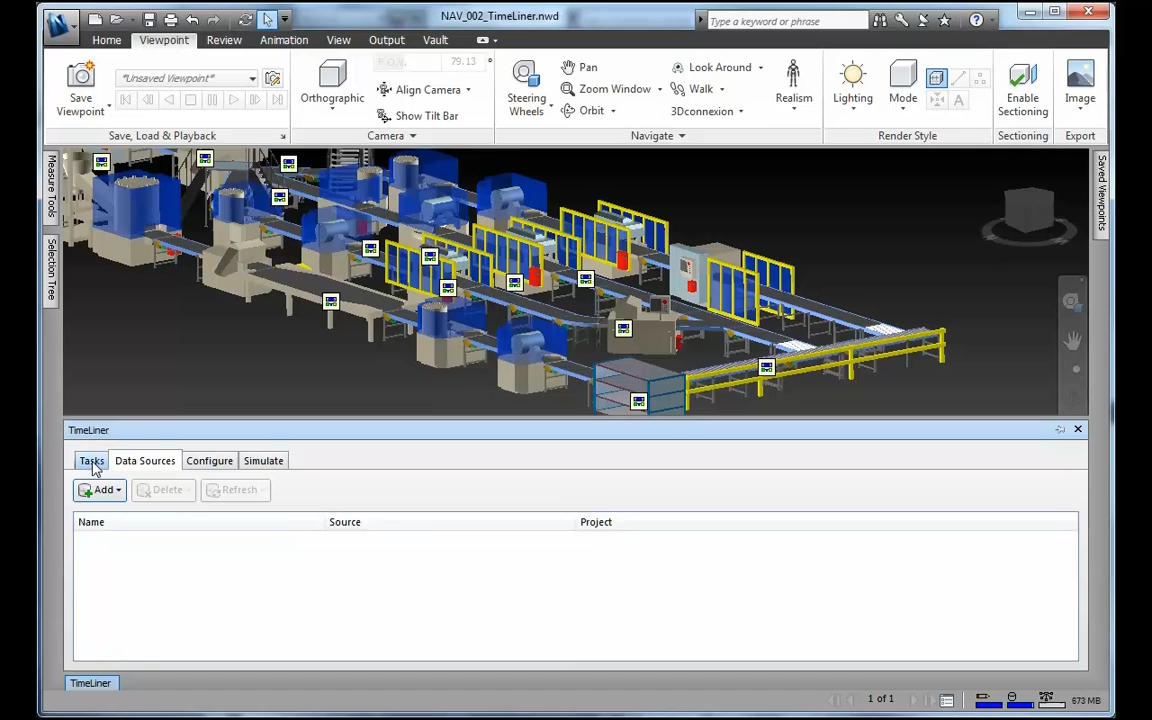 NAV_002_TimeLiner.nwd
Type a keyword or phrase
Home Viewpoint Review Animation View Output Vault
Save Viewpoint
*Unsaved Viewpoint*
Orthographic
F.O.V. 79.13
Align Camera
Show Tilt Bar
Steering Wheels
Pan
Zoom Window
Orbit
Look Around
Walk
3Dconnexion
Realism
Lighting
Mode
Enable Sectioning
Image
Save, Load & Playback
Camera
Navigate
Render Style
Sectioning
Export
Measure Tools
Selection Tree
Saved Viewpoints
TimeLiner
Tasks Data Sources Configure Simulate
Add Delete Refresh
Name Source Project
TimeLiner
1 of 1
673 MB